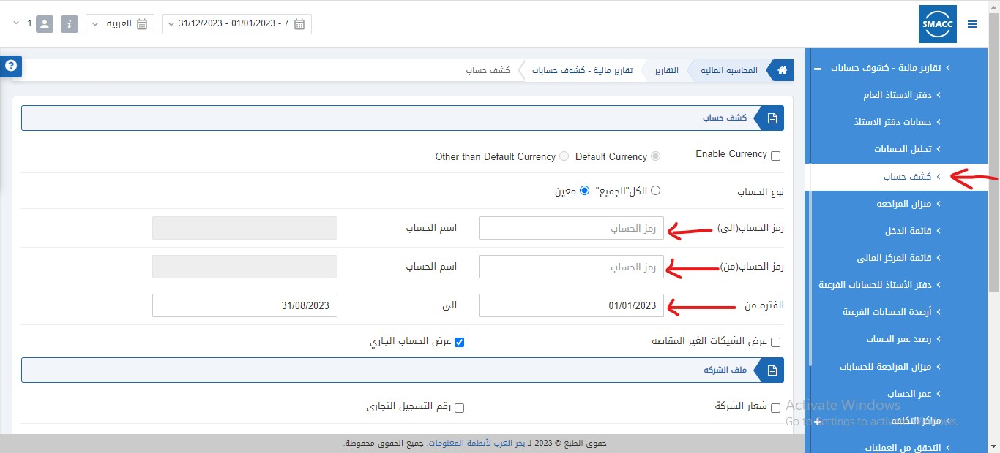 SMACC
31/12/2023 - 01/01/2023 - 7
العربية
i
1
?
المحاسبه الماليه
التقارير
تقارير مالية - كشوف حسابات
كشف حساب
تقارير مالية - كشوف حسابات
دفتر الاستاذ العام
حسابات دفتر الاستاذ
تحليل الحسابات
كشف حساب
ميزان المراجعه
قائمة الدخل
قائمة المركز المالى
دفتر الأستاذ للحسابات الفرعية
أرصدة الحسابات الفرعية
رصيد عمر الحساب
ميزان المراجعة للحسابات
عمر الحساب
مراكز التكلفه
التحقق من العمليات
كشف حساب
Enable Currency
Default Currency
Other than Default Currency
نوع الحساب
الكل"الجميع"
معين
رمز الحساب(الى)
رمز الحساب
اسم الحساب
رمز الحساب(من)
رمز الحساب
اسم الحساب
الفتره من
01/01/2023
الى
31/08/2023
عرض الشيكات الغير المقاصه
عرض الحساب الجاري
ملف الشركه
شعار الشركة
رقم التسجيل التجارى
Activate Windows
Go to Settings to activate Windows.
حقوق الطبع © 2023 لـ بحر العرب لأنظمة المعلومات. جميع الحقوق محفوظة.